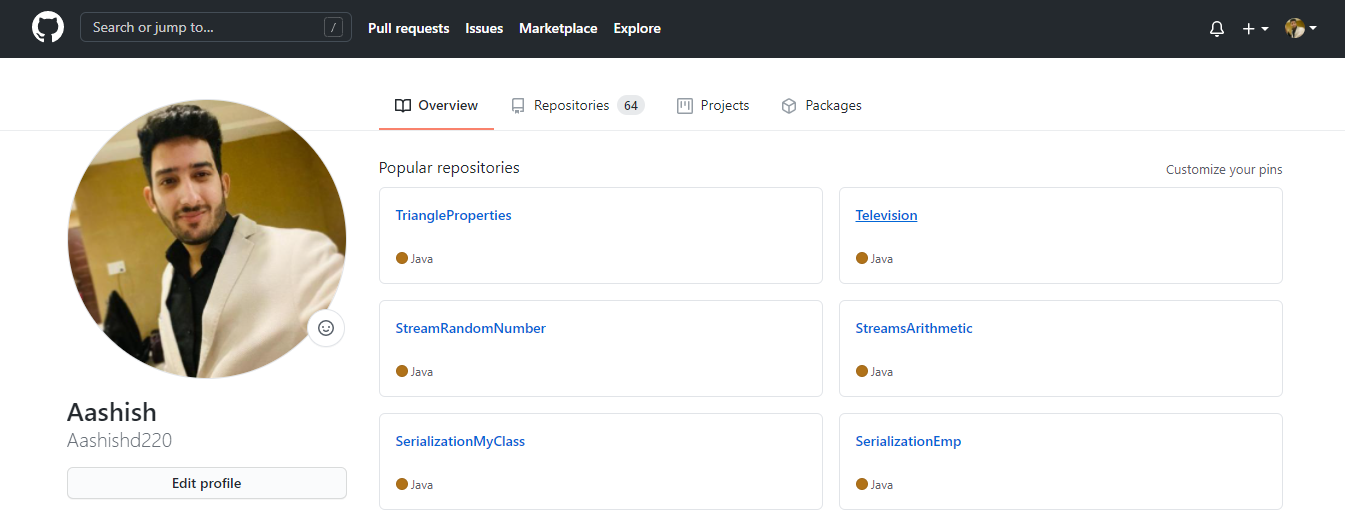 Search or jump to... / Pull requests Issues Marketplace Explore
Overview Repositories 64 Projects Packages
Popular repositories Customize your pins
TriangleProperties
Java
Television
Java
StreamRandomNumber
Java
StreamsArithmetic
Java
SerializationMyClass
Java
SerializationEmp
Java
Aashish
Aashishd220
Edit profile